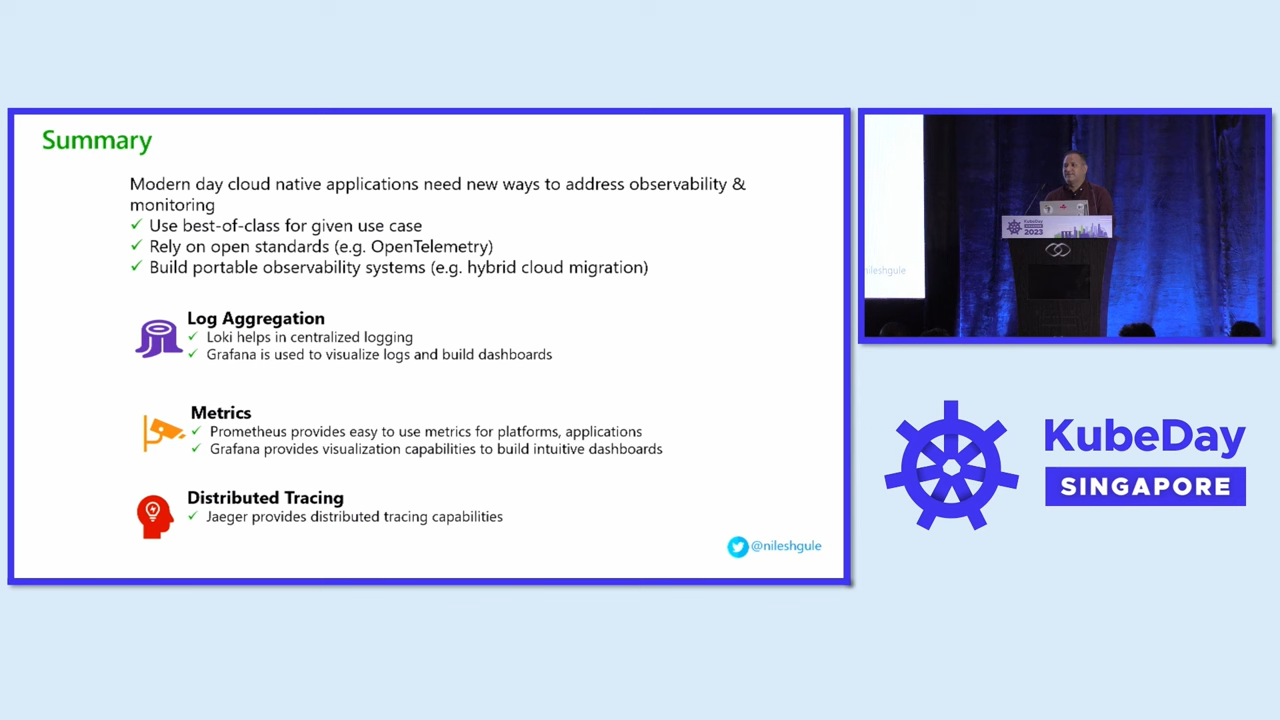 Summary
Modern day cloud native applications need new ways to address observability &
monitoring
✓ Use best-of-class for given use case
✓ Rely on open standards (e.g. OpenTelemetry)
✓ Build portable observability systems (e.g. hybrid cloud migration)
Log Aggregation
✓ Loki helps in centralized logging
✓ Grafana is used to visualize logs and build dashboards
Metrics
✓ Prometheus provides easy to use metrics for platforms, applications
✓ Grafana provides visualization capabilities to build intuitive dashboards
Distributed Tracing
✓ Jaeger provides distributed tracing capabilities
@nileshgule
nileshgule
KubeDay
2023
KubeDay
SINGAPORE